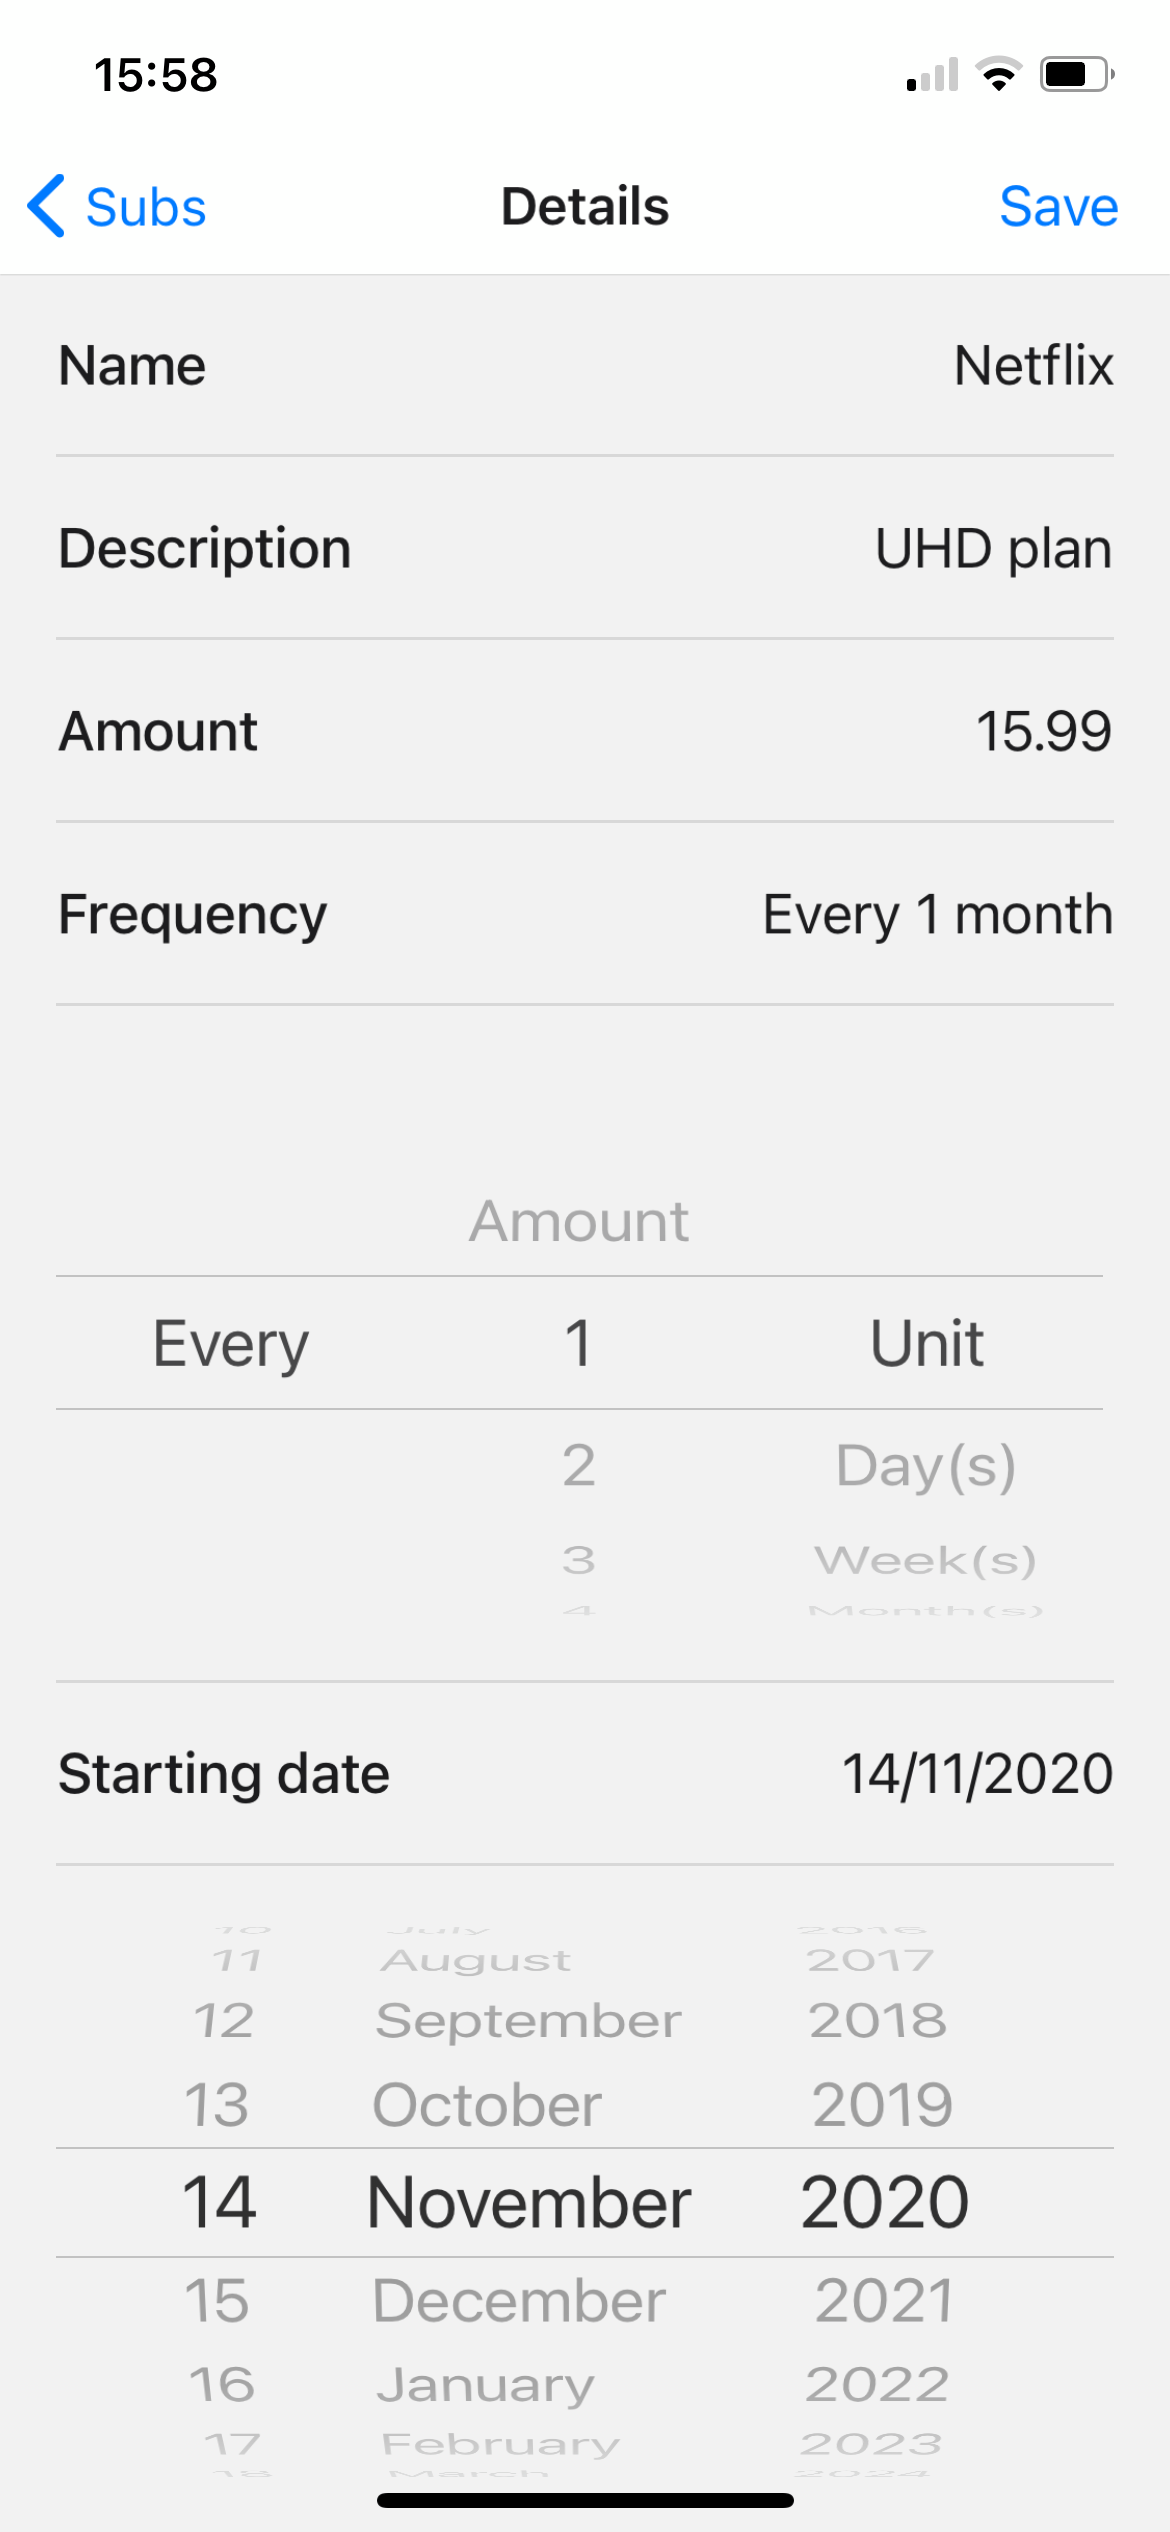 15:58
Subs Details Save
Name Netflix
Description UHD plan
Amount 15.99
Frequency Every 1 month
Amount
Every 1 Unit
2 Day(s)
3 Week(s)
4 Month(s)
Starting date 14/11/2020
10 July 2016
11 August 2017
12 September 2018
13 October 2019
14 November 2020
15 December 2021
16 January 2022
17 February 2023
18 March 2024